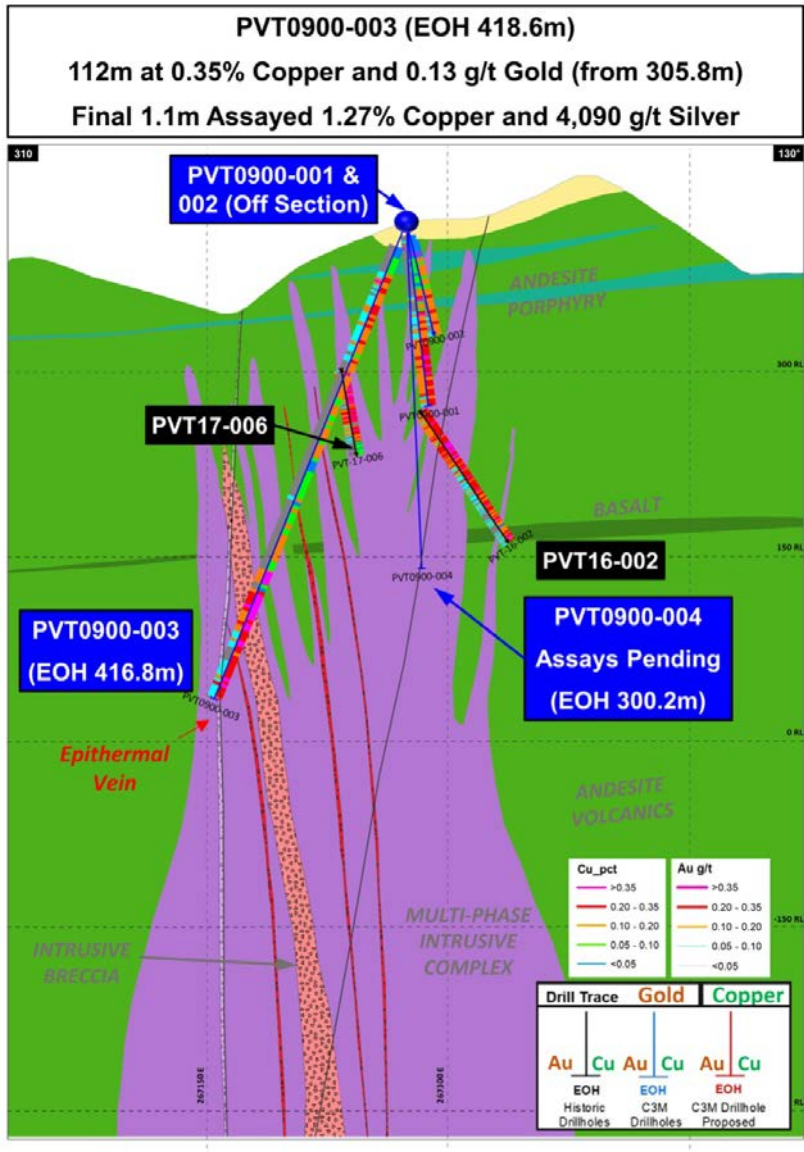 PVT0900-003 (EOH 418.6m)
112m at 0.35% Copper and 0.13 g/t Gold (from 305.8m)
Final 1.1m Assayed 1.27% Copper and 4,090 g/t Silver
310
130°
PVT0900-001 &
002 (Off Section)
ANDESITE
PORPHYRY
PVT0900-002
300 RL
PVT17-006
PVT0900-001
PVT-17-006
BASALT
PVT-16-002
150 RL
PVT16-002
PVT0900-004
PVT0900-003
(EOH 416.8m)
PVT0900-004
Assays Pending
(EOH 300.2m)
PVT0900-003
Epithermal
Vein
0 RL
ANDESITE
VOLCANICS
Cu_pct
>0.35
0.20 - 0.35
0.10 - 0.20
0.05 - 0.10
<0.05
Au g/t
>0.35
0.20 - 0.35
0.10 - 0.20
0.05 - 0.10
<0.05
-150 RL
MULTI-PHASE
INTRUSIVE
COMPLEX
INTRUSIVE
BRECCIA
Drill Trace Gold Copper
Au Cu Au Cu Au Cu
EOH EOH EOH
Historic C3M C3M Drillhole
Drillholes Drillholes Proposed
267150 E
RL